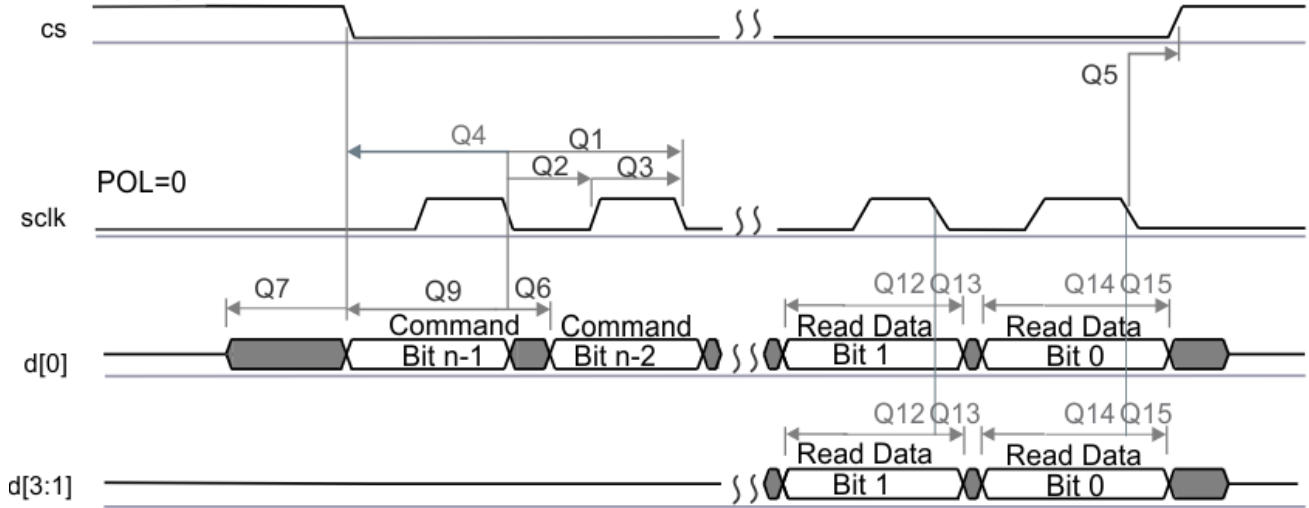 cs
Q5
Q4 Q1
Q2 Q3
POL=0
sclk
Q7 Q9 Q6 Q12 Q13 Q14 Q15
Command Command Read Data Read Data
d[0] Bit n-1 Bit n-2 Bit 1 Bit 0
Q12 Q13 Q14 Q15
Read Data Read Data
d[3:1] Bit 1 Bit 0